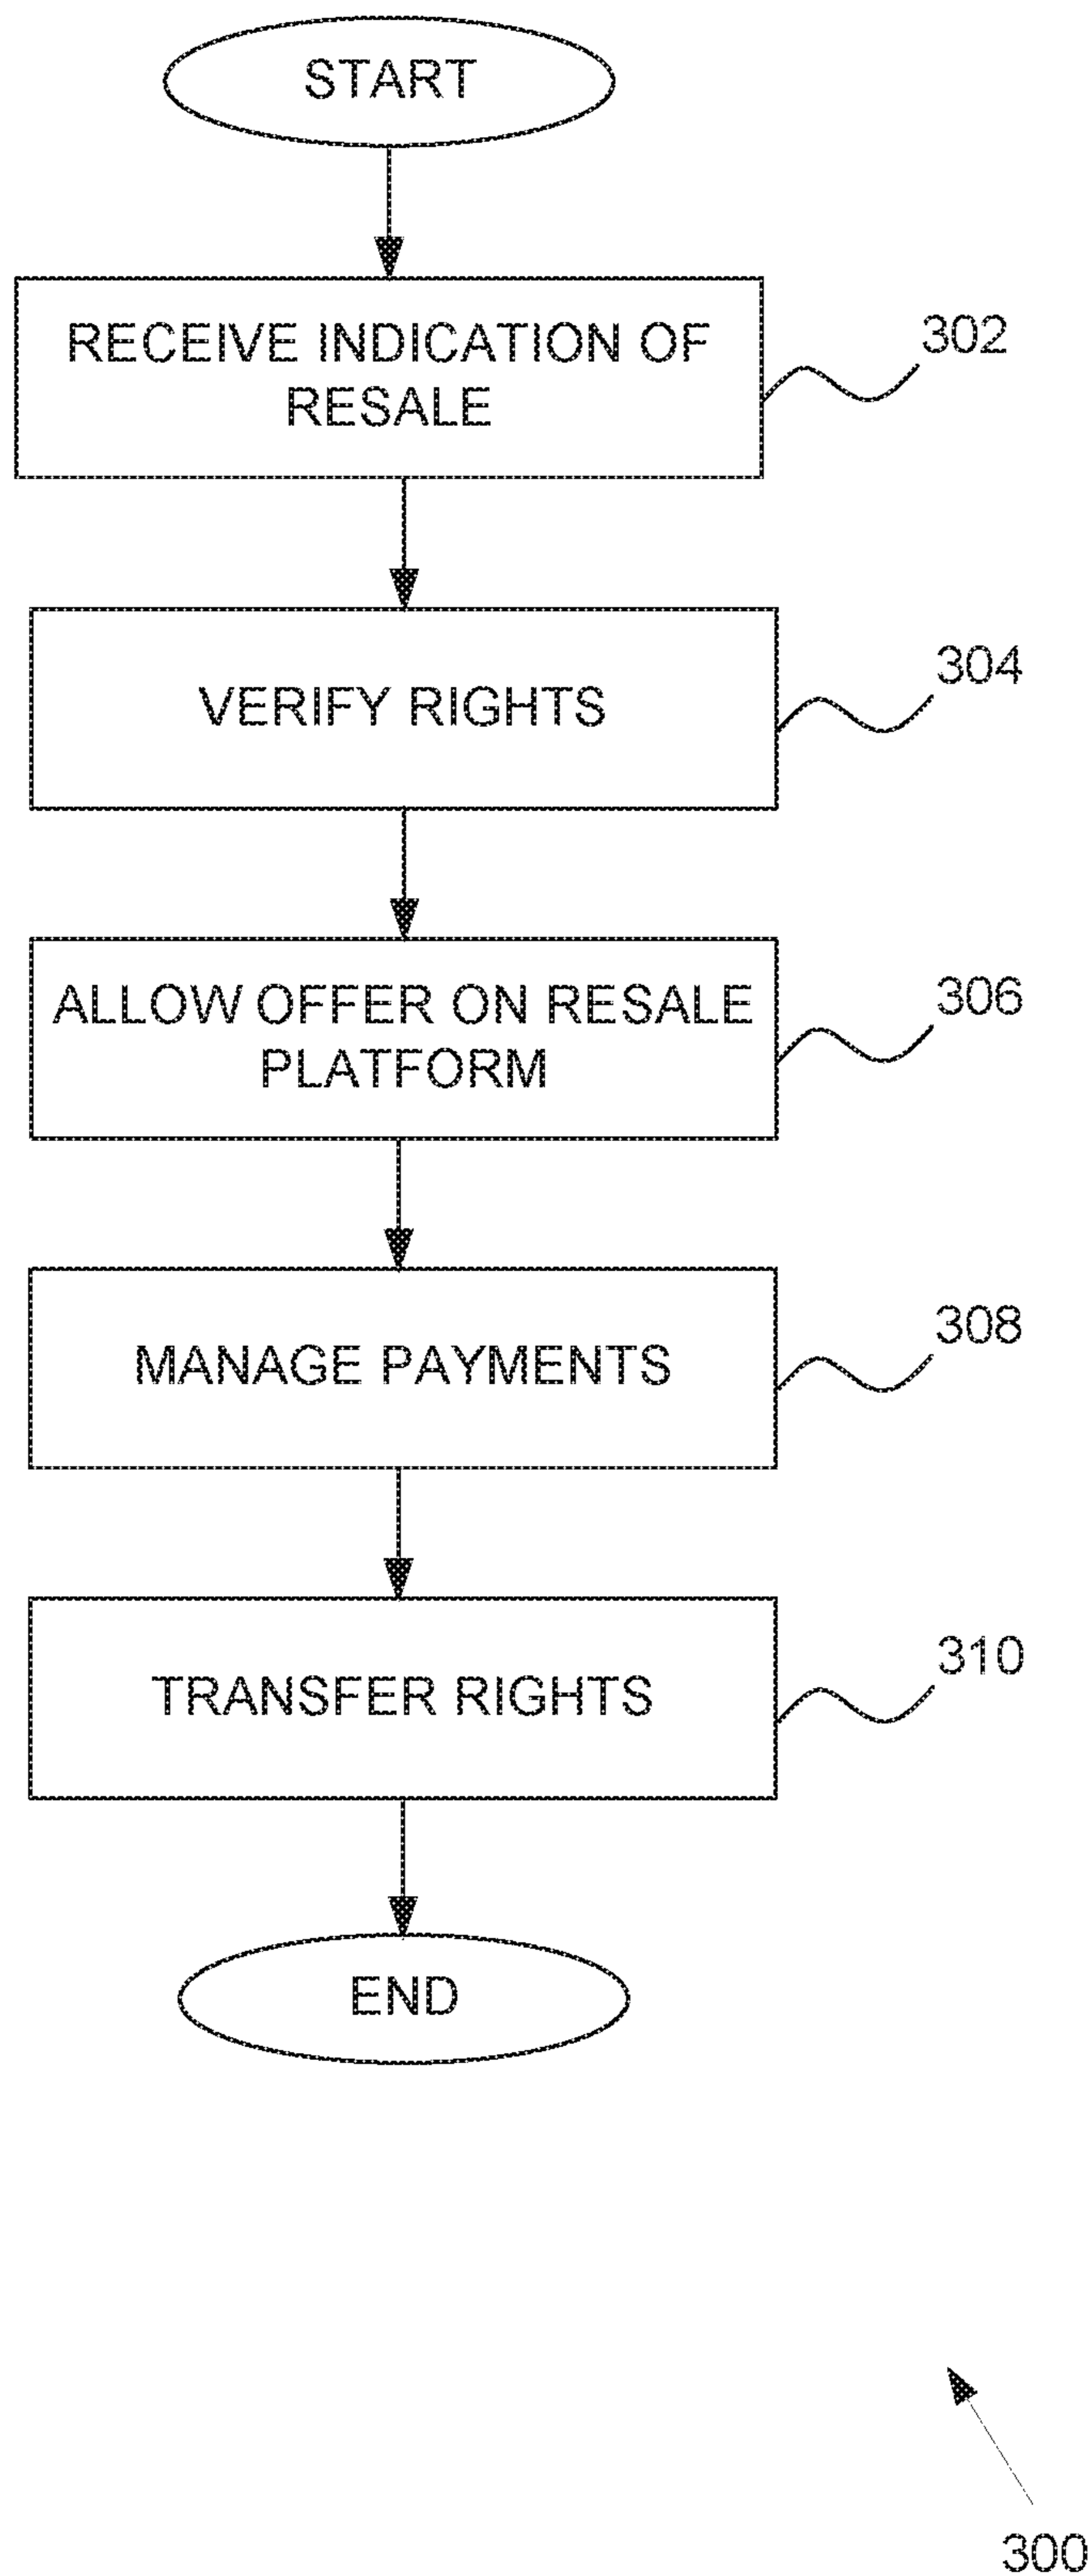 START
RECEIVE INDICATION OF
RESALE
302
VERIFY RIGHTS
304
ALLOW OFFER ON RESALE
PLATFORM
306
MANAGE PAYMENTS
308
TRANSFER RIGHTS
310
END
300